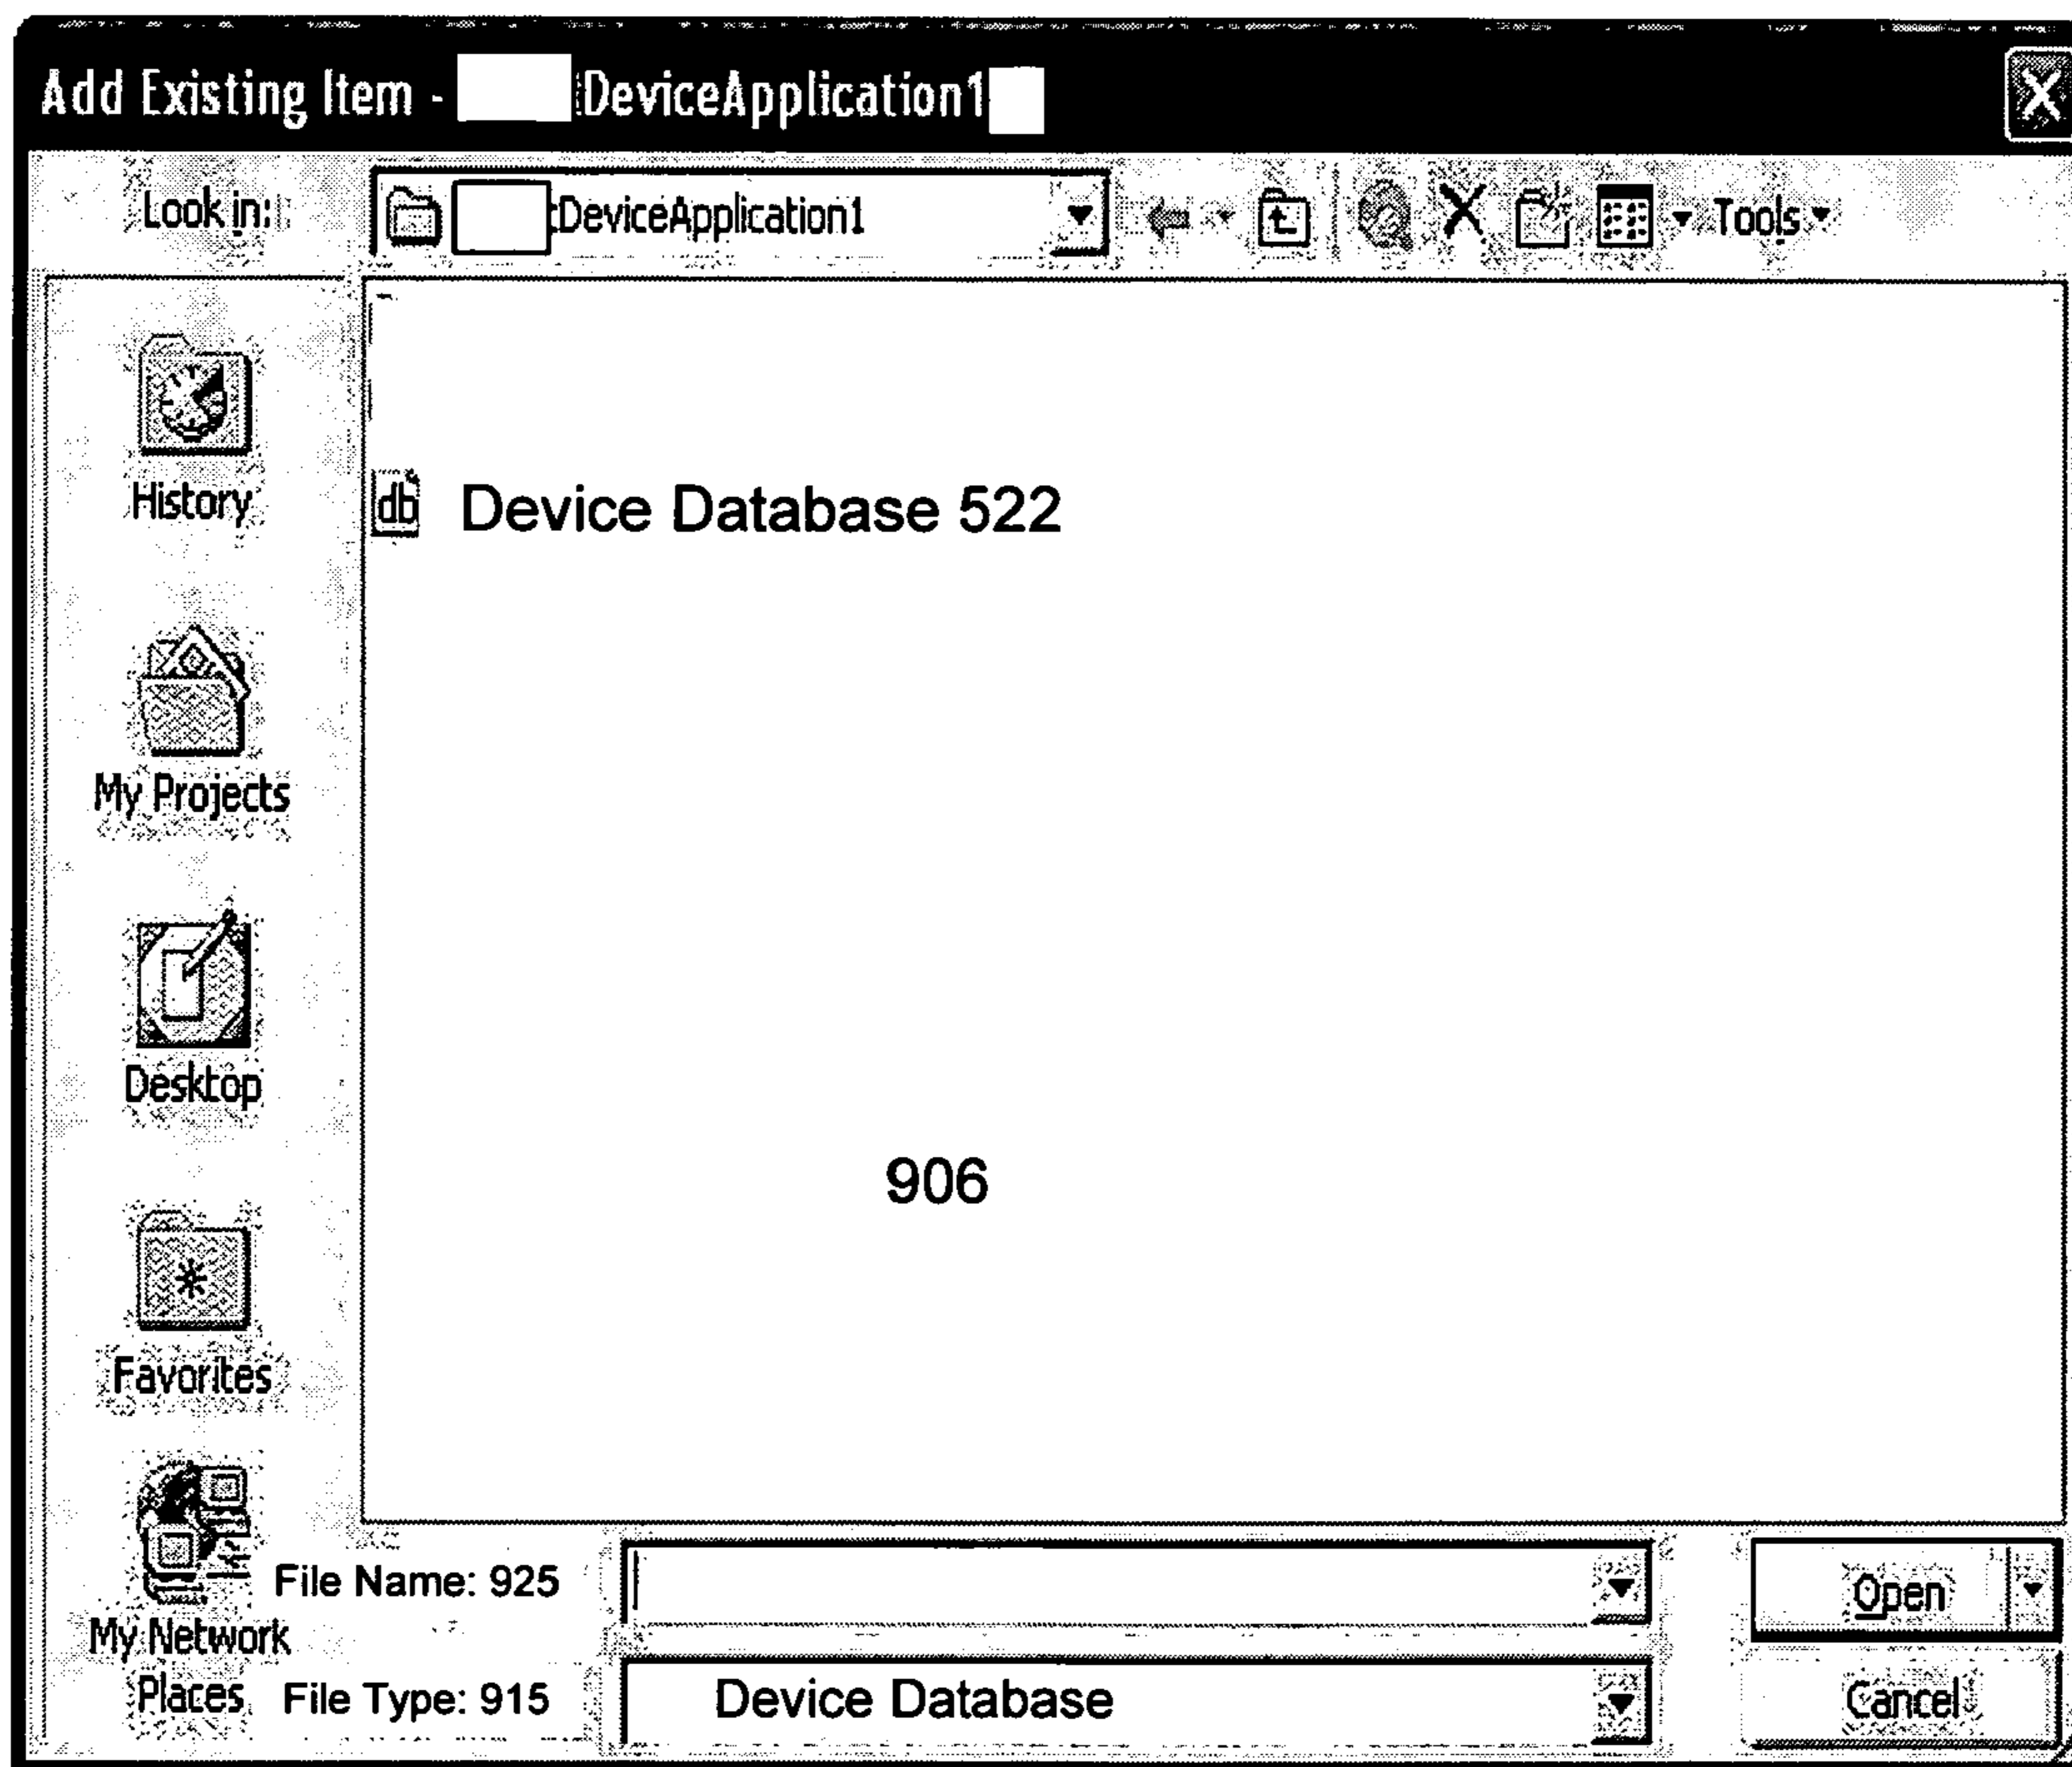 Add Existing Item - DeviceApplication1
Look in: DeviceApplication1 Tools
History
db Device Database 522
My Projects
Desktop
906
Favorites
My Network
Places
File Name: 925
Open
File Type: 915 Device Database
Cancel